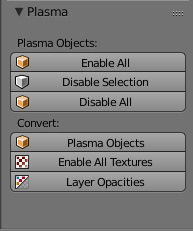 Plasma
Plasma Objects:
Enable All
Disable Selection
Disable All
Convert:
Plasma Objects
Enable All Textures
Layer Opacities